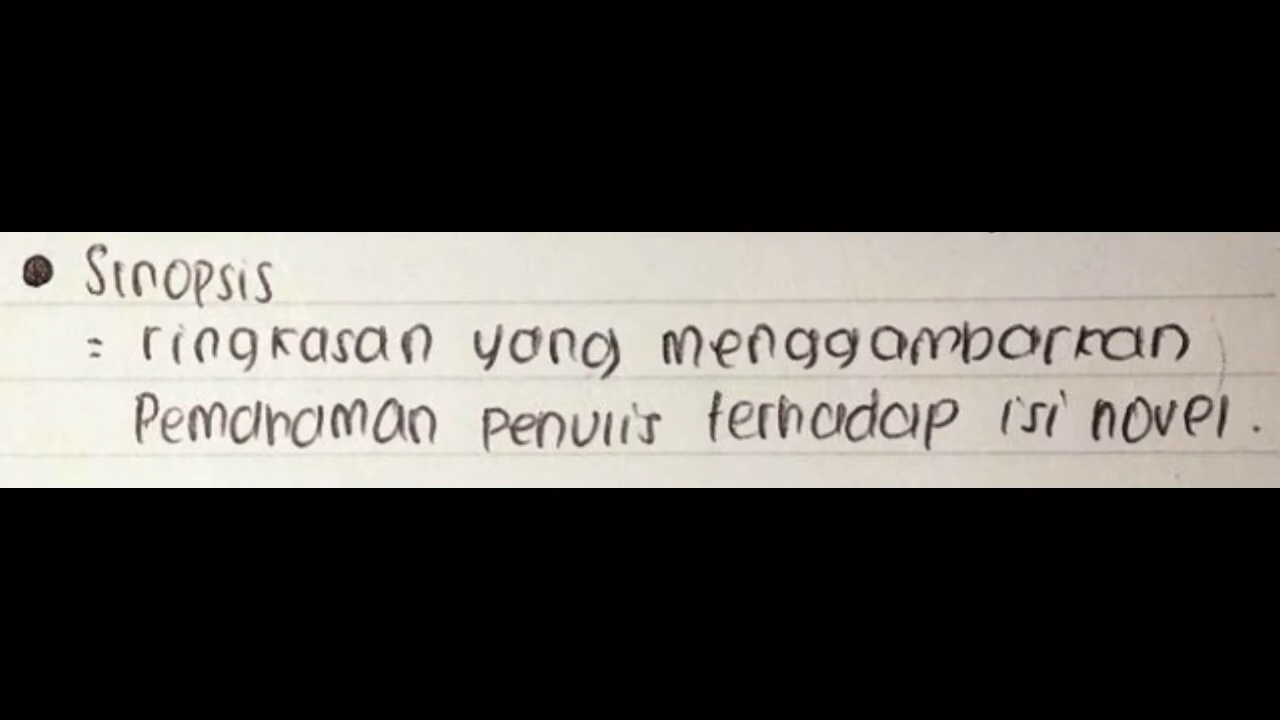 ● Sinopsis
= ringkasan yang menggambarkan
Pemahaman penulis terhadap isi novel.